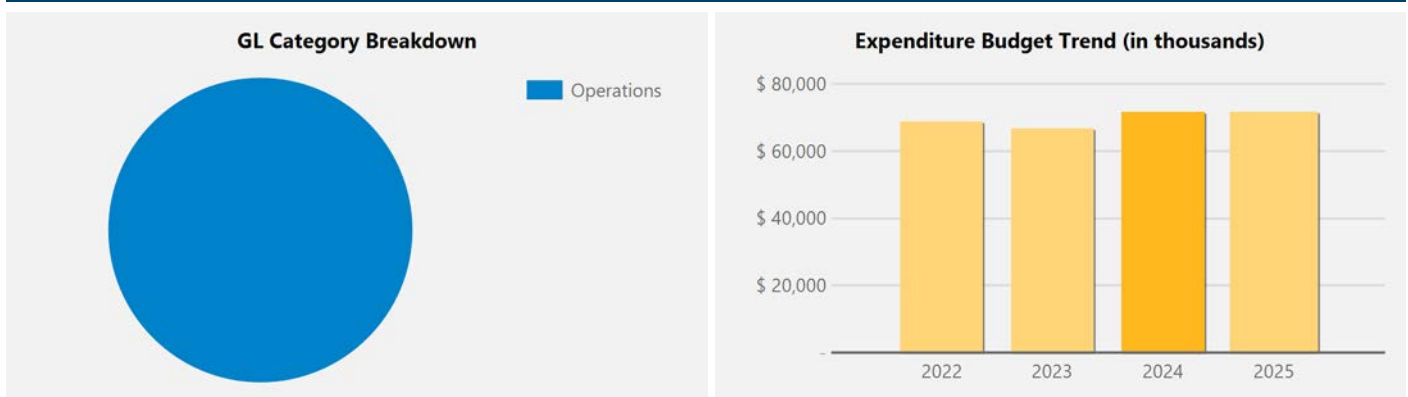 GL Category Breakdown
Operations
Expenditure Budget Trend (in thousands)
$ 80,000
$ 60,000
$ 40,000
$ 20,000
-
2022 2023 2024 2025